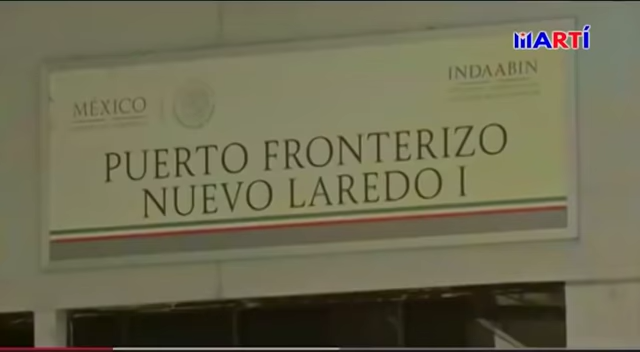 MARTÍ
MÉXICO
INDAABIN
PUERTO FRONTERIZO
NUEVO LAREDO I